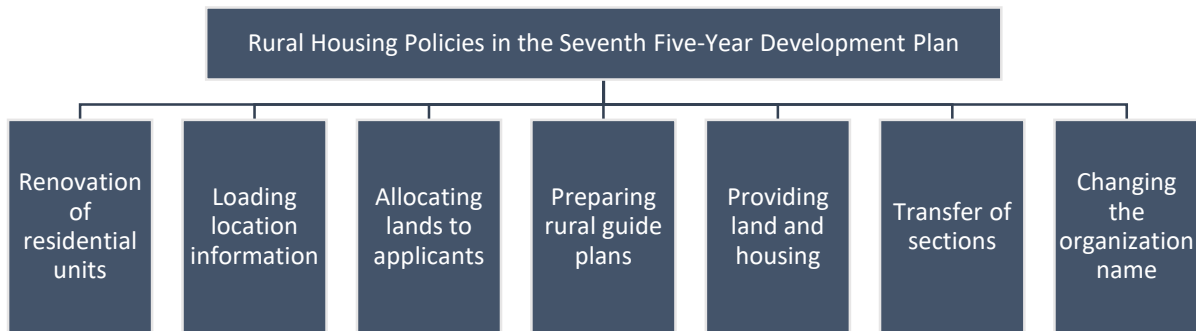 Rural Housing Policies in the Seventh Five-Year Development Plan
Renovation
of
residential
units
Loading
location
information
Allocating
lands to
applicants
Preparing
rural guide
plans
Providing
land and
housing
Transfer of
sections
Changing
the
organization
name